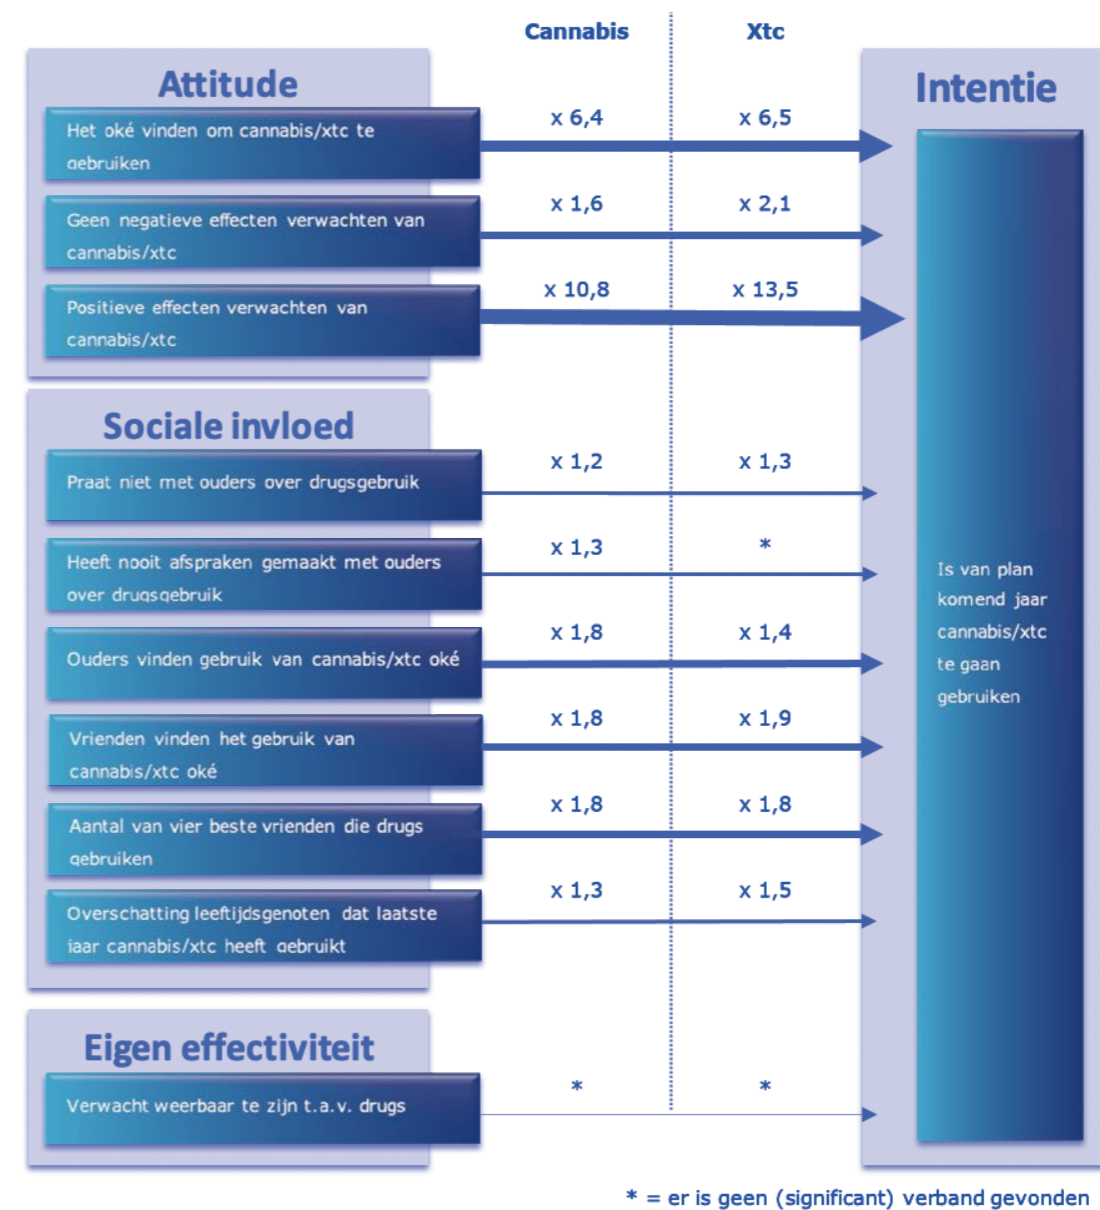 Cannabis
Xtc
Attitude
Intentie
Het oké vinden om cannabis/xtc te
gebruiken
x 6,4
x 6,5
Geen negatieve effecten verwachten van
cannabis/xtc
x 1,6
x 2,1
Positieve effecten verwachten van
cannabis/xtc
x 10,8
x 13,5
Sociale invloed
Praat niet met ouders over drugsgebruik
x 1,2
x 1,3
Heeft nooit afspraken gemaakt met ouders
over drugsgebruik
x 1,3
*
Ouders vinden gebruik van cannabis/xtc oké
x 1,8
x 1,4
Vrienden vinden het gebruik van
cannabis/xtc oké
x 1,8
x 1,9
Aantal van vier beste vrienden die drugs
gebruiken
x 1,8
x 1,8
Overschatting leeftijdsgenoten dat laatste
jaar cannabis/xtc heeft gebruikt
x 1,3
x 1,5
Eigen effectiviteit
Verwacht weerbaar te zijn t.a.v. drugs
*
*
Is van plan
komend jaar
cannabis/xtc
te gaan
gebruiken
* = er is geen (significant) verband gevonden